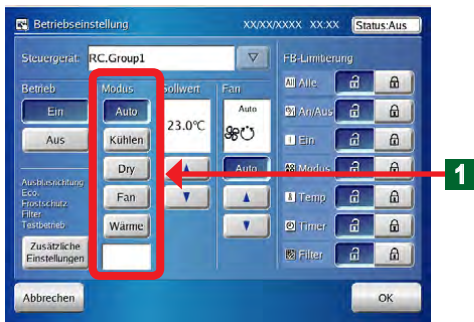 Betriebseinstellung XX/XX/XXXX XX:XX Status:Aus
Steuergerät: RC.Group1
FB-Limitierung
Betrieb Modus Sollwert Fan
Ein
Aus
Auto
Kühlen
Dry
Fan
Wärme
23.0°C
Auto
Auto
All Alle
An/Aus
Ein
Modus
Temp
Timer
Filter
1
Ausblasrichtung
Eco.
Frostschutz
Filter
Testbetrieb
Zusätzliche
Einstellungen
Abbrechen OK